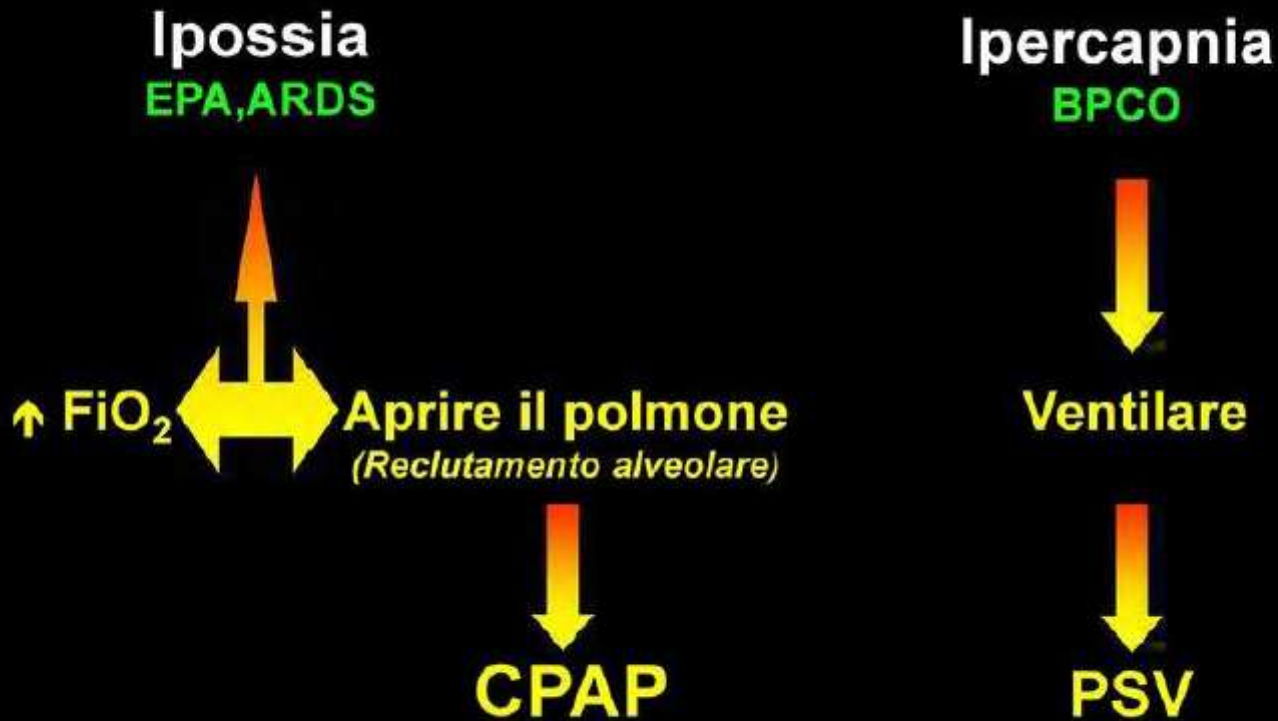 Ipossia
EPA,ARDS
↑ FiO₂
Aprire il polmone
(Reclutamento alveolare)
CPAP
Ipercapnia
BPCO
Ventilare
PSV